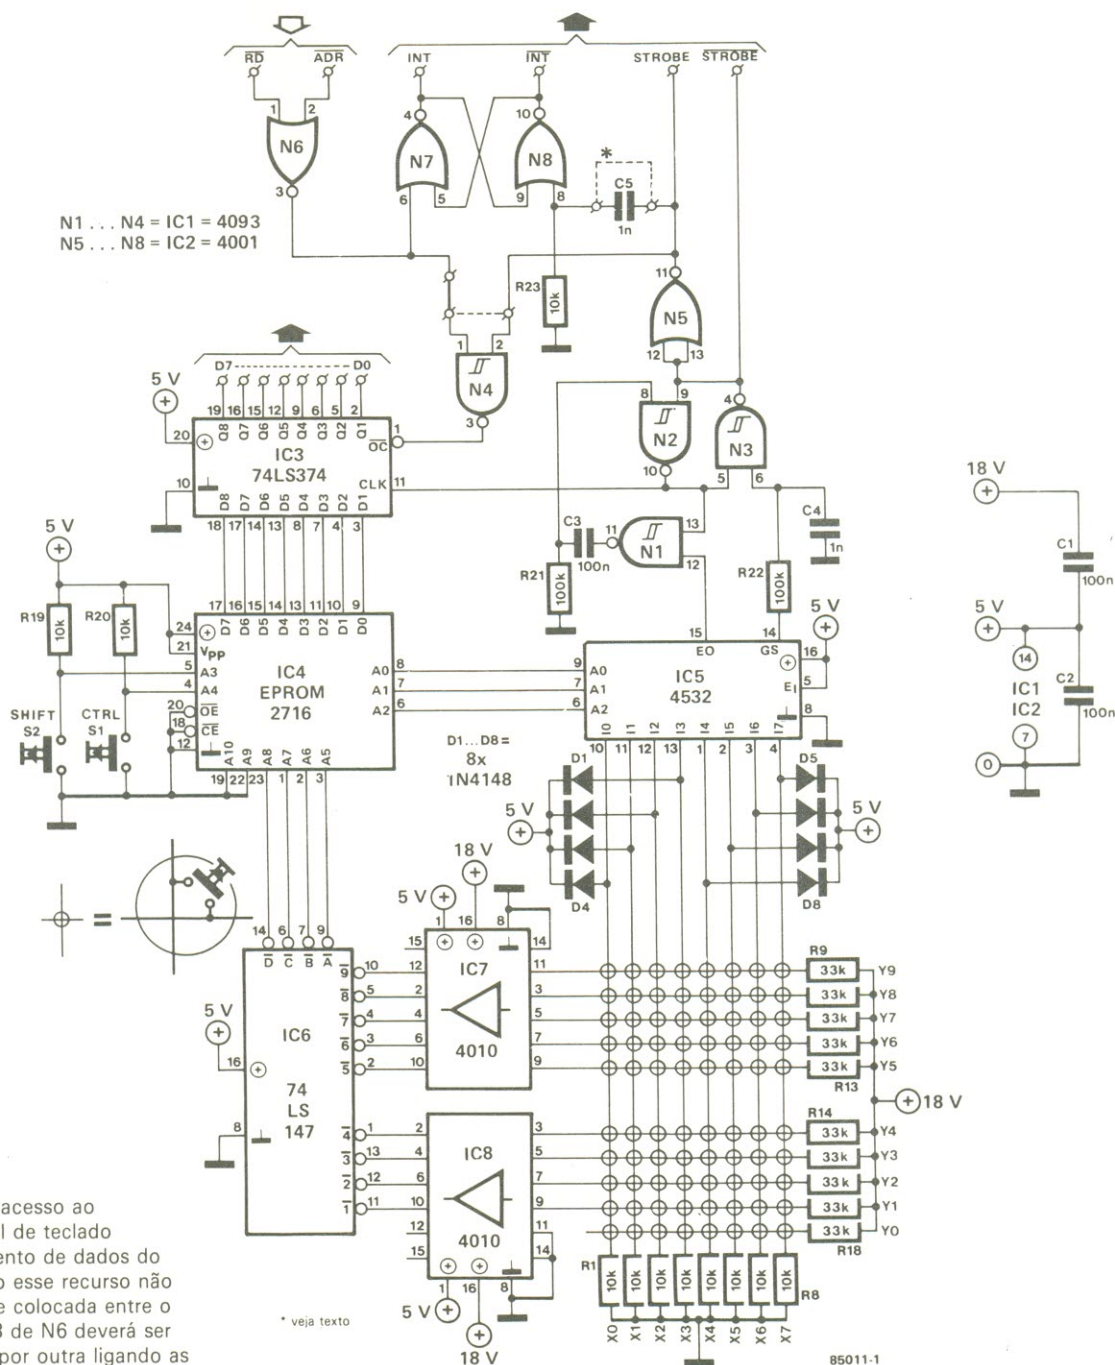 RD ADR INT INT STROBE STROBE
1 2 4 10
N6 N7 N8 *
3 6 5 9 8 C5
1n
N1 ... N4 = IC1 = 4093
N5 ... N8 = IC2 = 4001
R23 10k
11
N5
12 13
1 2
N4
3
8 9
N2
10
4
N3
5 6
5 V
D7 D0
19 16 15 12 9 6 5 2
Q8 Q7 Q6 Q5 Q4 Q3 Q2 Q1
20 OC 1
IC3
74LS374
10 CLK 11
D8 D7 D6 D5 D4 D3 D2 D1
18 17 14 13 8 7 4 3
C4
1n
C3
100n
11 N1 13
12
R21 100k
R22 100k
18 V
C1
100n
5 V
14
IC1
IC2
7
C2
100n
0
5 V
R19 10k
R20 10k
17 16 15 14 13 11 10 9
D7 D6 D5 D4 D3 D2 D1 D0
24
21 Vpp
5 A3
4 A4
20 OE
18 CE
12
IC4
EPROM
2716
A0 8
A1 7
A2 6
A10 A9 A8 A7 A6 A5
19 22 23 1 2 3
SHIFT
S2
CTRL
S1
15 14 5 V
EO GS 16
9 A0
7 A1
6 A2
IC5
4532
EI 5
8
I0 I1 I2 I3 I4 I5 I6 I7
10 11 12 13 1 2 3 4
D1...D8=
8x
1N4148
D1 D5
5 V 5 V
D4 D8
=
18 V
5 V
1 16 8
15 14
IC7
4010
12 11
2 3
4 5
6 7
10 9
14 6 7 9
D C B A
9 10
8 5
7 4
6 3
5 2
5 V
16
IC6
74
LS
147
8
4 1
3 13
2 12
1 11
R9
33k Y9
33k Y8
33k Y7
33k Y6
33k Y5
R13
18 V
R14
33k Y4
33k Y3
33k Y2
33k Y1
33k Y0
R18
IC8
4010
2 3
4 5
6 7
10 9
12 11
15 14
1 16 8
5 V
18 V
R1 10k 10k 10k 10k 10k 10k 10k 10k R8
X0 X1 X2 X3 X4 X5 X6 X7
acesso ao
l de teclado
ento de dados do
o esse recurso não
e colocada entre o
3 de N6 deverá ser
por outra ligando as
* veja texto
85011-1